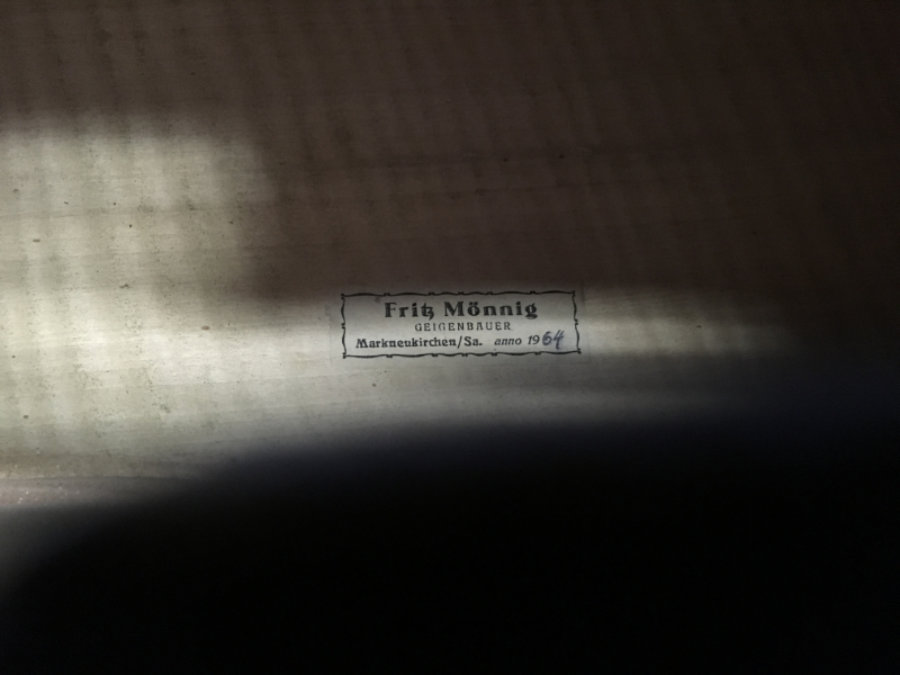 Fritz Mönnig
GEIGENBAUER
Markneukirchen/Sa. anno 1964